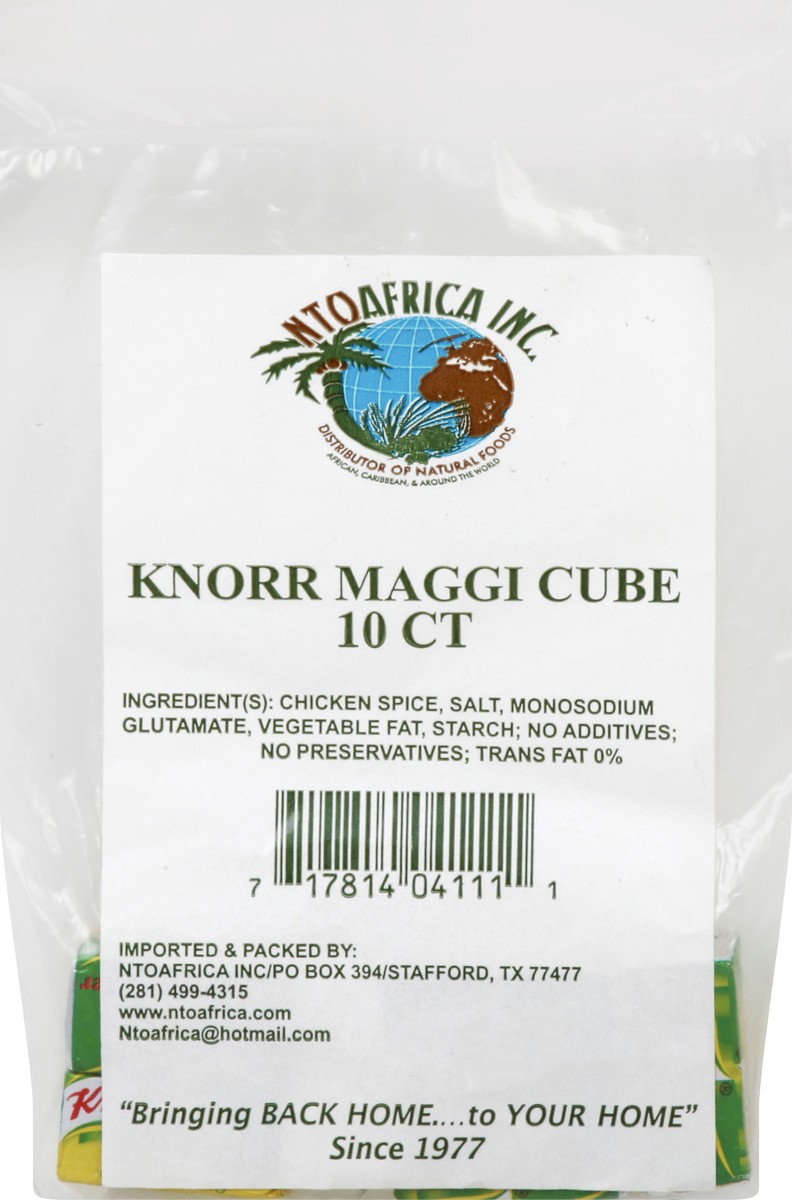 NTOAFRICA INC.
DISTRIBUTOR OF NATURAL FOODS
AFRICAN, CARIBBEAN, & AROUND THE WORLD
KNORR MAGGI CUBE
10 CT
INGREDIENT(S): CHICKEN SPICE, SALT, MONOSODIUM
GLUTAMATE, VEGETABLE FAT, STARCH; NO ADDITIVES;
NO PRESERVATIVES; TRANS FAT 0%
7 17814 04111 1
IMPORTED & PACKED BY:
NTOAFRICA INC/PO BOX 394/STAFFORD, TX 77477
(281) 499-4315
www.ntoafrica.com
Ntoafrica@hotmail.com
“Bringing BACK HOME....to YOUR HOME”
Since 1977